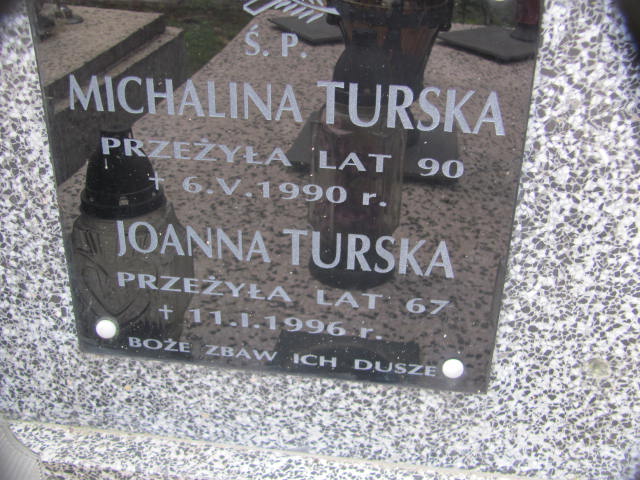 Ś. P.
MICHALINA TURSKA
PRZEŻYŁA LAT 90
† 6.V.1990 r.
JOANNA TURSKA
PRZEŻYŁA LAT 67
† 11.I.1996 r.
BOŻE ZBAW ICH DUSZE